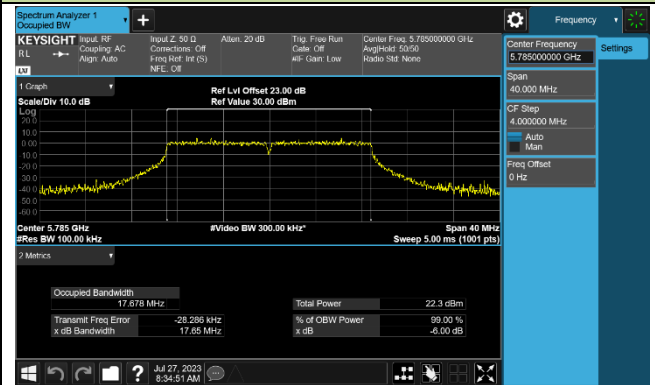 Spectrum Analyzer 1
Occupied BW
Frequency
KEYSIGHT
Input: RF
Coupling: AC
Align: Auto
Input Z: 50 Ω
Corrections: Off
Freq Ref: Int (S)
NFE: Off
Atten: 20 dB
Trig: Free Run
Gate: Off
#IF Gain: Low
Center Freq: 5.785000000 GHz
Avg|Hold: 50/50
Radio Std: None
RL
LXI
Center Frequency
5.785000000 GHz
Settings
Span
40.000 MHz
CF Step
4.000000 MHz
Auto
Man
Freq Offset
0 Hz
1 Graph
Scale/Div 10.0 dB
Ref Lvl Offset 23.00 dB
Ref Value 30.00 dBm
Log
20.0
10.0
0.00
-10.0
-20.0
-30.0
-40.0
-50.0
-60.0
Center 5.785 GHz
#Res BW 100.00 kHz
#Video BW 300.00 kHz*
Span 40 MHz
Sweep 5.00 ms (1001 pts)
2 Metrics
Occupied Bandwidth
17.678 MHz
Total Power 22.3 dBm
Transmit Freq Error -28.286 kHz
% of OBW Power 99.00 %
x dB Bandwidth 17.65 MHz
x dB -6.00 dB
Jul 27, 2023
8:34:51 AM